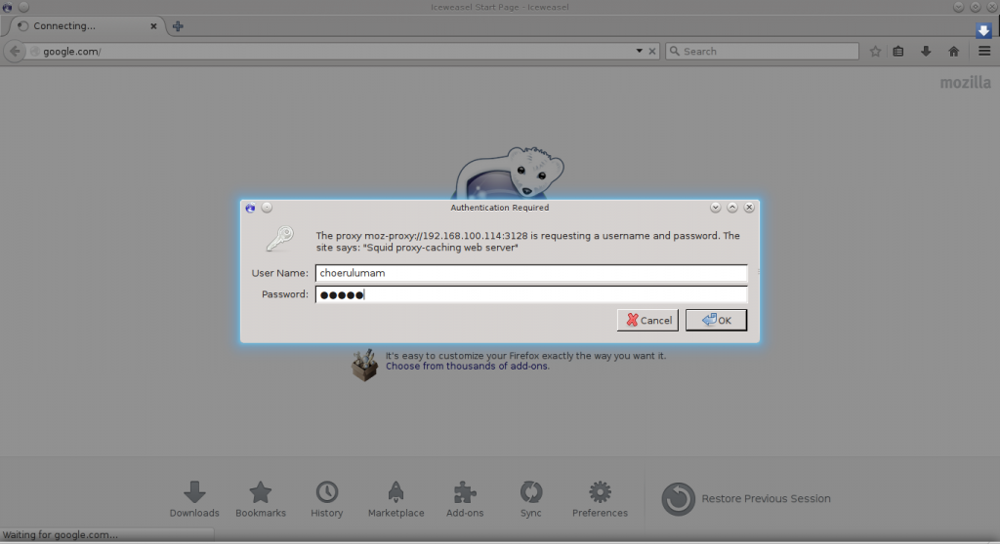 Iceweasel Start Page - Iceweasel
Connecting...
google.com/
Search
mozilla
Authentication Required
The proxy moz-proxy://192.168.100.114:3128 is requesting a username and password. The
site says: "Squid proxy-caching web server"
User Name: choerulumam
Password: ●●●●●
Cancel OK
It's easy to customize your Firefox exactly the way you want it.
Choose from thousands of add-ons.
Downloads Bookmarks History Marketplace Add-ons Sync Preferences Restore Previous Session
Waiting for google.com...